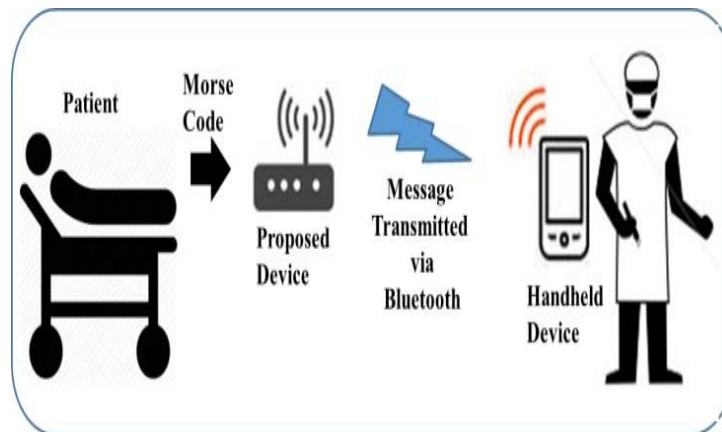 Patient
Morse
Code
Proposed
Device
Message
Transmitted
via
Bluetooth
Handheld
Device